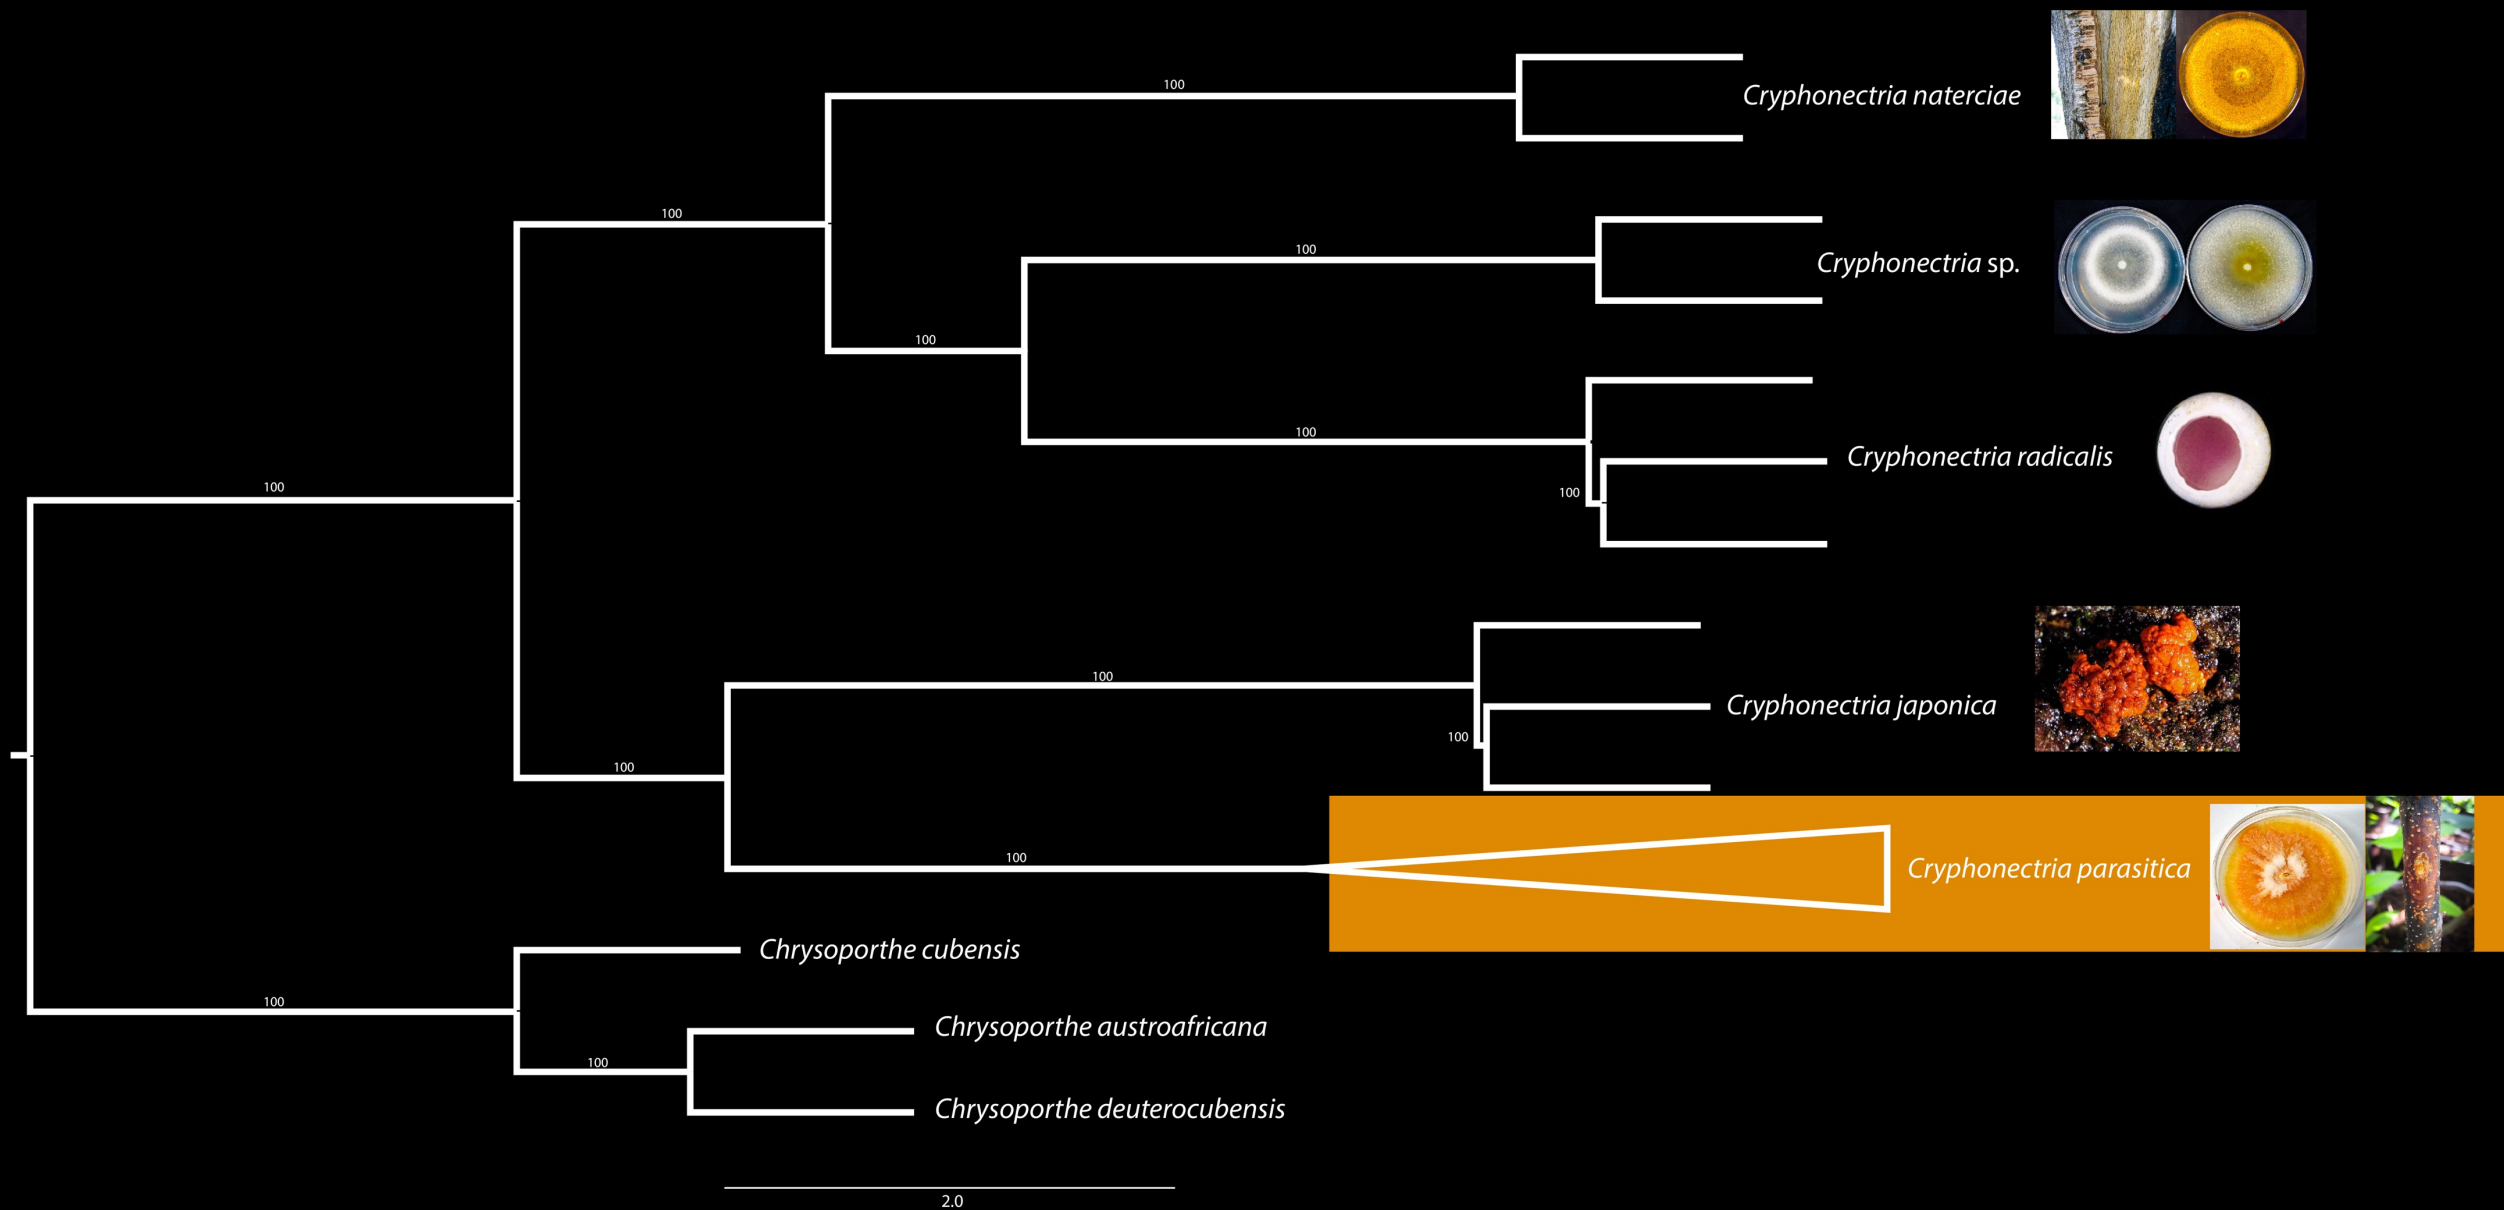 100
Cryphonectria naterciae
100
100
Cryphonectria sp.
100
100
Cryphonectria radicalis
100
100
100
Cryphonectria japonica
100
100
100
Cryphonectria parasitica
Chrysoporthe cubensis
100
Chrysoporthe austroafricana
100
Chrysoporthe deuterocubensis
2.0